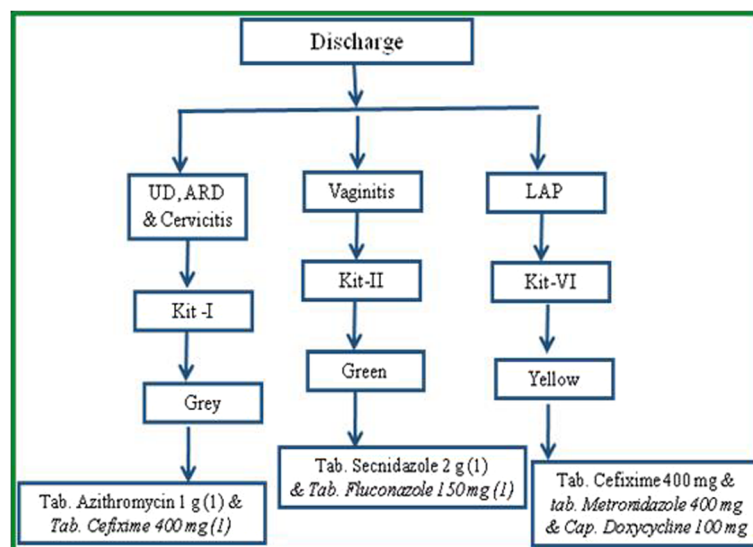 Discharge
UD, ARD
& Cervicitis
Vaginitis
LAP
Kit -I
Kit-II
Kit-VI
Grey
Green
Yellow
Tab. Azithromycin 1 g (1) &
Tab. Cefixime 400 mg (1)
Tab. Secnidazole 2 g (1)
& Tab. Fluconazole 150mg (1)
Tab. Cefixime 400 mg &
tab. Metronidazole 400 mg
& Cap. Doxycycline 100 mg